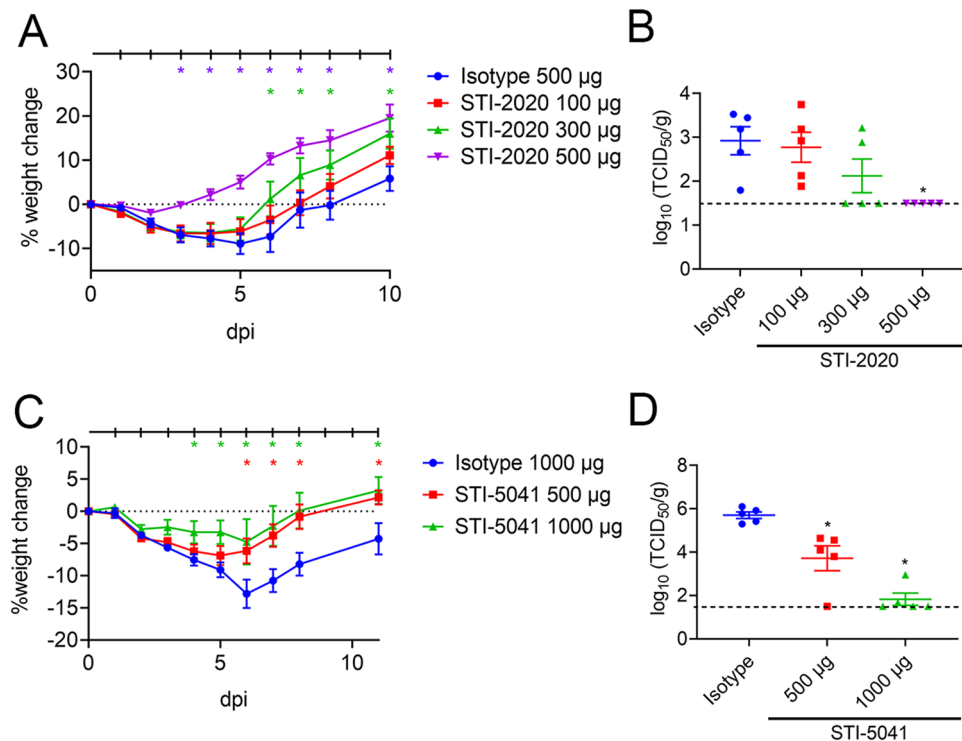 A
30
20
10
0
-10
% weight change
0
5
10
dpi
* * * * * * *
* * * *
Isotype 500 µg
STI-2020 100 µg
STI-2020 300 µg
STI-2020 500 µg
B
4
3
2
1
0
log10 (TCID50/g)
*
Isotype
100 µg
300 µg
500 µg
STI-2020
C
10
5
0
-5
-10
-15
-20
%weight change
0
5
10
dpi
* * * * * *
* * * *
Isotype 1000 µg
STI-5041 500 µg
STI-5041 1000 µg
D
8
6
4
2
0
log10 (TCID50/g)
*
*
Isotype
500 µg
1000 µg
STI-5041